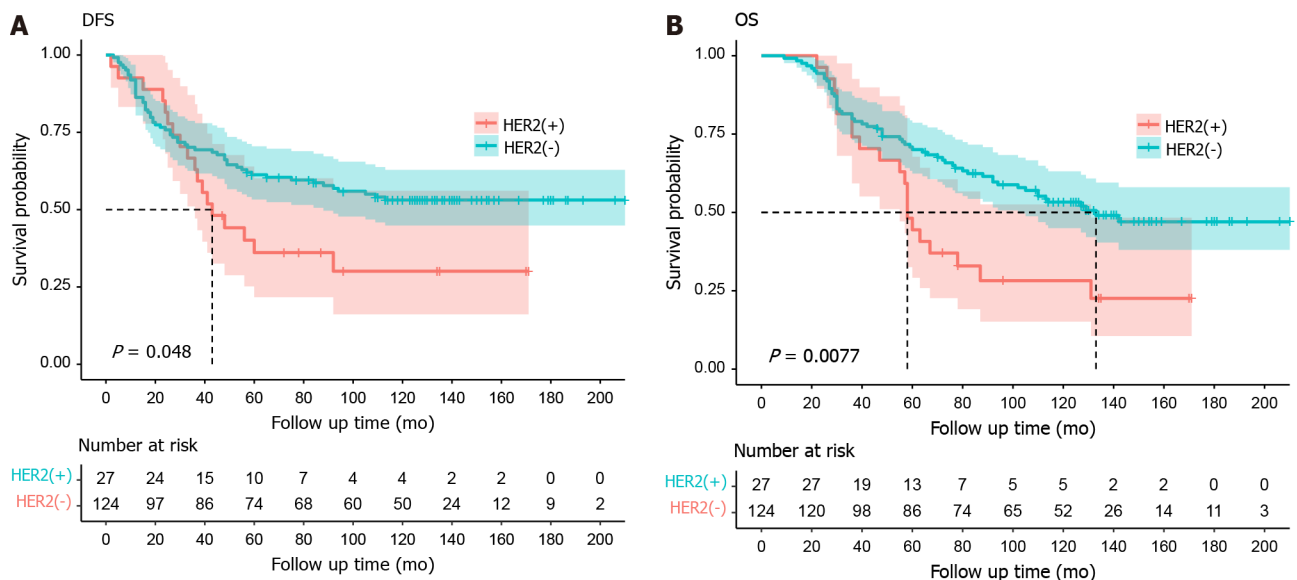 A
DFS
1.00
0.75
0.50
0.25
0.00
Survival probability
HER2(+)
HER2(-)
P = 0.048
0 20 40 60 80 100 120 140 160 180 200
Follow up time (mo)
Number at risk
HER2(+) 27 24 15 10 7 4 4 2 2 0 0
HER2(-) 124 97 86 74 68 60 50 24 12 9 2
0 20 40 60 80 100 120 140 160 180 200
Follow up time (mo)
B
OS
1.00
0.75
0.50
0.25
0.00
Survival probability
HER2(+)
HER2(-)
P = 0.0077
0 20 40 60 80 100 120 140 160 180 200
Follow up time (mo)
Number at risk
HER2(+) 27 27 19 13 7 5 5 2 2 0 0
HER2(-) 124 120 98 86 74 65 52 26 14 11 3
0 20 40 60 80 100 120 140 160 180 200
Follow up time (mo)